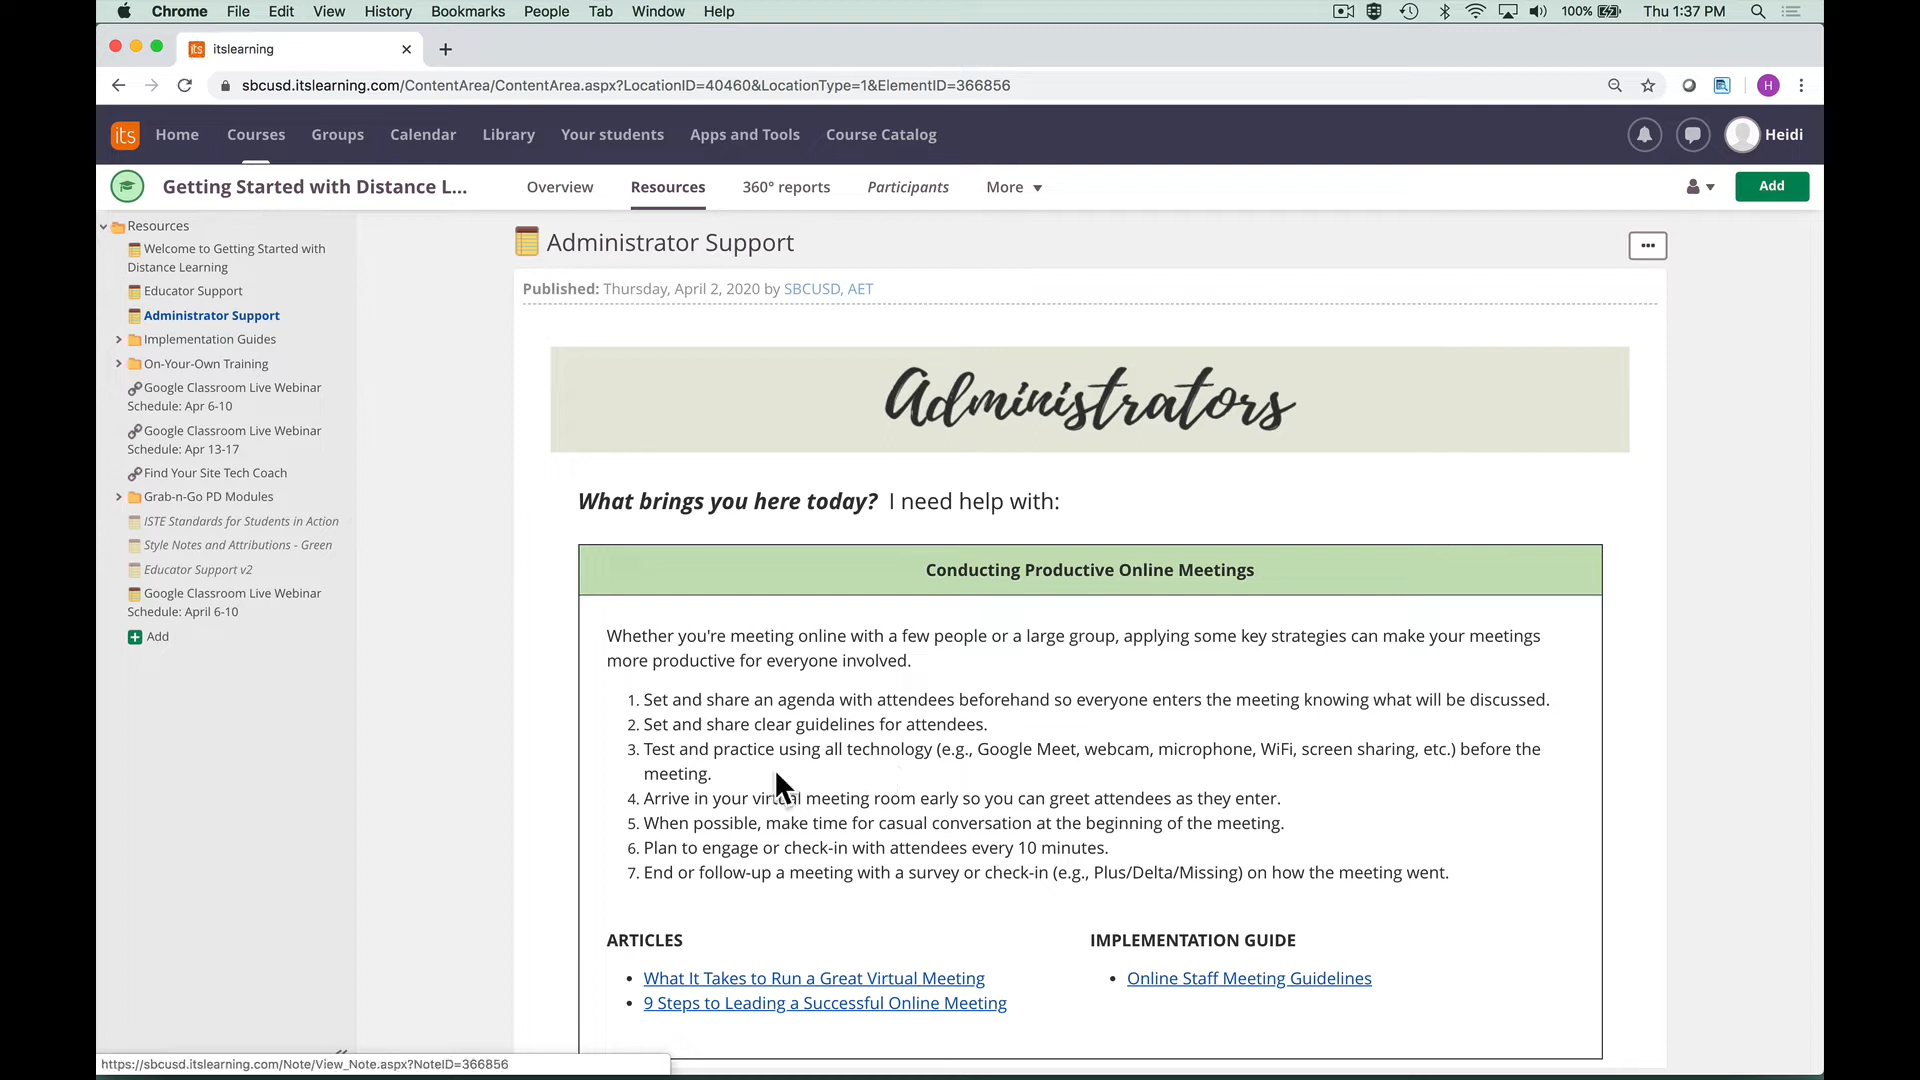 Chrome File Edit View History Bookmarks People Tab Window Help 100% Thu 1:37 PM
its itslearning
sbcusd.itslearning.com/ContentArea/ContentArea.aspx?LocationID=40460&LocationType=1&ElementID=366856 H
its Home Courses Groups Calendar Library Your students Apps and Tools Course Catalog Heidi
Getting Started with Distance L... Overview Resources 360° reports Participants More Add
Resources
Welcome to Getting Started with
Distance Learning
Educator Support
Administrator Support
Implementation Guides
On-Your-Own Training
Google Classroom Live Webinar
Schedule: Apr 6-10
Google Classroom Live Webinar
Schedule: Apr 13-17
Find Your Site Tech Coach
Grab-n-Go PD Modules
ISTE Standards for Students in Action
Style Notes and Attributions - Green
Educator Support v2
Google Classroom Live Webinar
Schedule: April 6-10
Add
Administrator Support
Published: Thursday, April 2, 2020 by SBCUSD, AET
Administrators
What brings you here today? I need help with:
Conducting Productive Online Meetings
Whether you're meeting online with a few people or a large group, applying some key strategies can make your meetings
more productive for everyone involved.
1. Set and share an agenda with attendees beforehand so everyone enters the meeting knowing what will be discussed.
2. Set and share clear guidelines for attendees.
3. Test and practice using all technology (e.g., Google Meet, webcam, microphone, WiFi, screen sharing, etc.) before the
meeting.
4. Arrive in your virtual meeting room early so you can greet attendees as they enter.
5. When possible, make time for casual conversation at the beginning of the meeting.
6. Plan to engage or check-in with attendees every 10 minutes.
7. End or follow-up a meeting with a survey or check-in (e.g., Plus/Delta/Missing) on how the meeting went.
ARTICLES
• What It Takes to Run a Great Virtual Meeting
• 9 Steps to Leading a Successful Online Meeting
IMPLEMENTATION GUIDE
• Online Staff Meeting Guidelines
https://sbcusd.itslearning.com/Note/View_Note.aspx?NoteID=366856